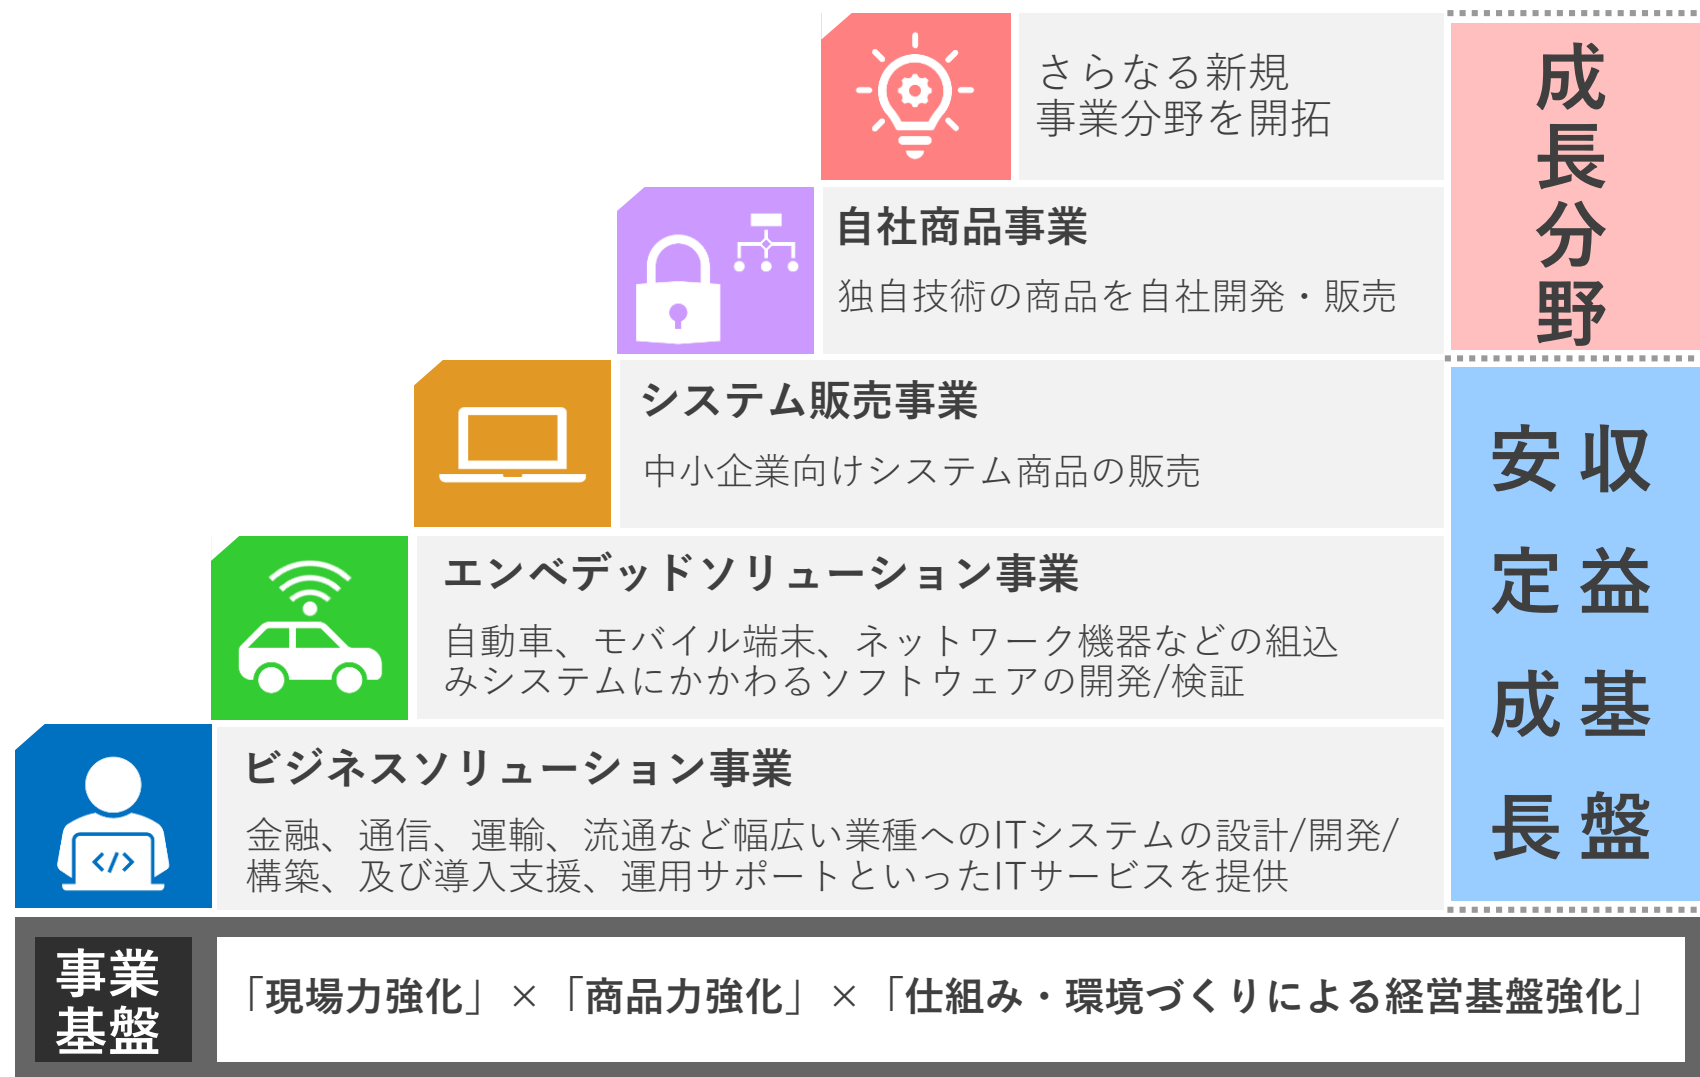 さらなる新規
事業分野を開拓
成長分野
自社商品事業
独自技術の商品を自社開発・販売
システム販売事業
中小企業向けシステム商品の販売
収益基盤
安定成長
エンベデッドソリューション事業
自動車、モバイル端末、ネットワーク機器などの組込
みシステムにかかわるソフトウェアの開発/検証
ビジネスソリューション事業
</>
金融、通信、運輸、流通など幅広い業種へのITシステムの設計/開発/
構築、及び導入支援、運用サポートといったITサービスを提供
事業
基盤
「現場力強化」×「商品力強化」×「仕組み・環境づくりによる経営基盤強化」